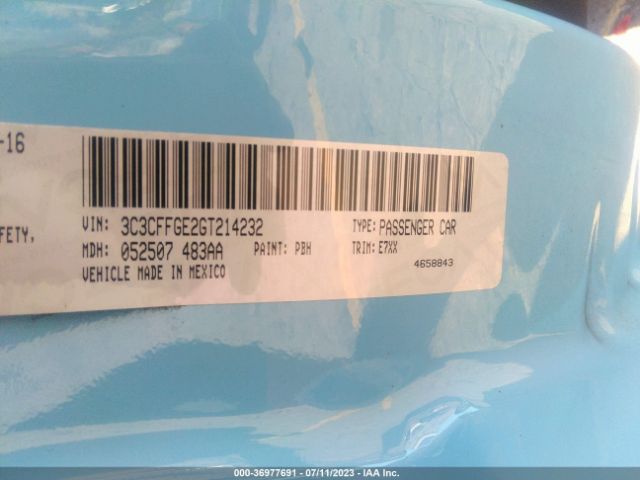 -16
FETY,
VIN: 3C3CFFGE2GT214232 TYPE: PASSENGER CAR
MDH: 052507 483AA PAINT: PBH TRIM: E7XX
VEHICLE MADE IN MEXICO 4658843
000-36977691 - 07/11/2023 - IAA Inc.